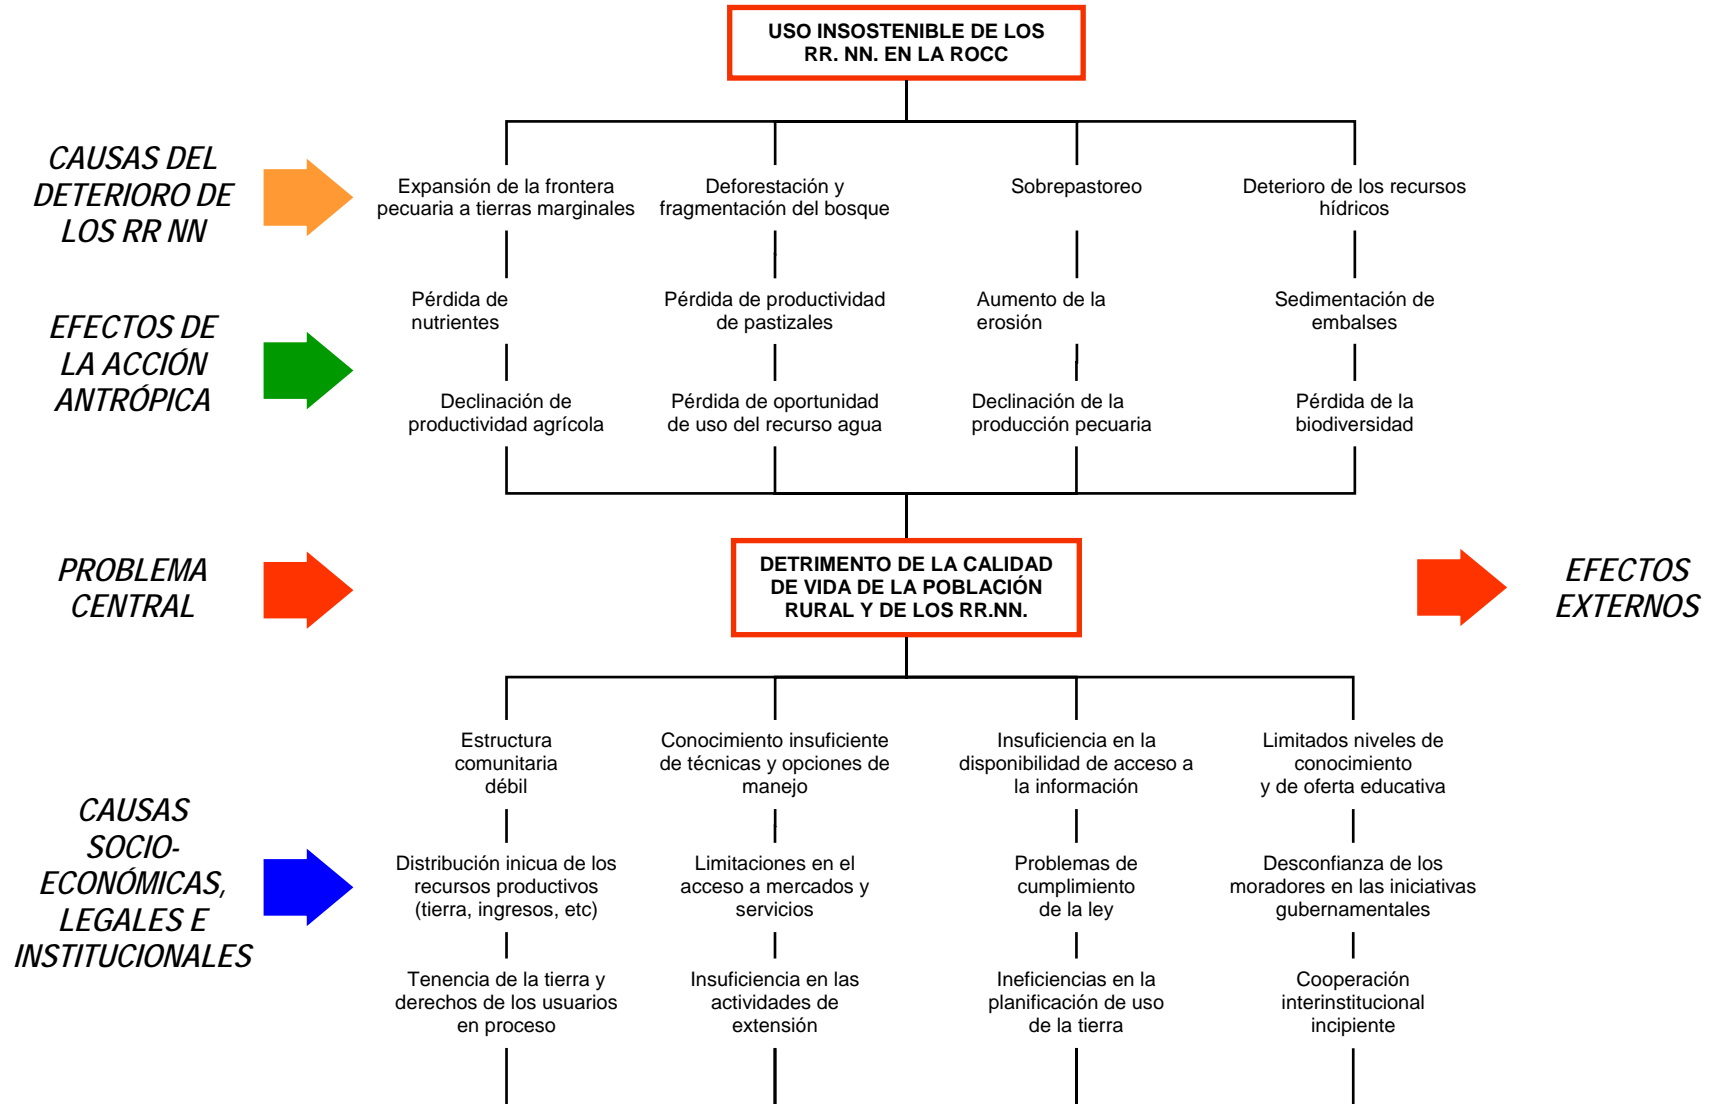 USO INSOSTENIBLE DE LOS
RR. NN. EN LA ROCC
CAUSAS DEL
DETERIORO DE
LOS RR NN
Expansión de la frontera
pecuaria a tierras marginales
Deforestación y
fragmentación del bosque
Sobrepastoreo
Deterioro de los recursos
hídricos
EFECTOS DE
LA ACCIÓN
ANTRÓPICA
Pérdida de
nutrientes
Pérdida de productividad
de pastizales
Aumento de la
erosión
Sedimentación de
embalses
Declinación de
productividad agrícola
Pérdida de oportunidad
de uso del recurso agua
Declinación de la
producción pecuaria
Pérdida de la
biodiversidad
PROBLEMA
CENTRAL
DETRIMENTO DE LA CALIDAD
DE VIDA DE LA POBLACIÓN
RURAL Y DE LOS RR.NN.
EFECTOS
EXTERNOS
CAUSAS
SOCIO-
ECONÓMICAS,
LEGALES E
INSTITUCIONALES
Estructura
comunitaria
débil
Conocimiento insuficiente
de técnicas y opciones de
manejo
Insuficiencia en la
disponibilidad de acceso a
la información
Limitados niveles de
conocimiento
y de oferta educativa
Distribución inicua de los
recursos productivos
(tierra, ingresos, etc)
Limitaciones en el
acceso a mercados y
servicios
Problemas de
cumplimiento
de la ley
Desconfianza de los
moradores en las iniciativas
gubernamentales
Tenencia de la tierra y
derechos de los usuarios
en proceso
Insuficiencia en las
actividades de
extensión
Ineficiencias en la
planificación de uso
de la tierra
Cooperación
interinstitucional
incipiente